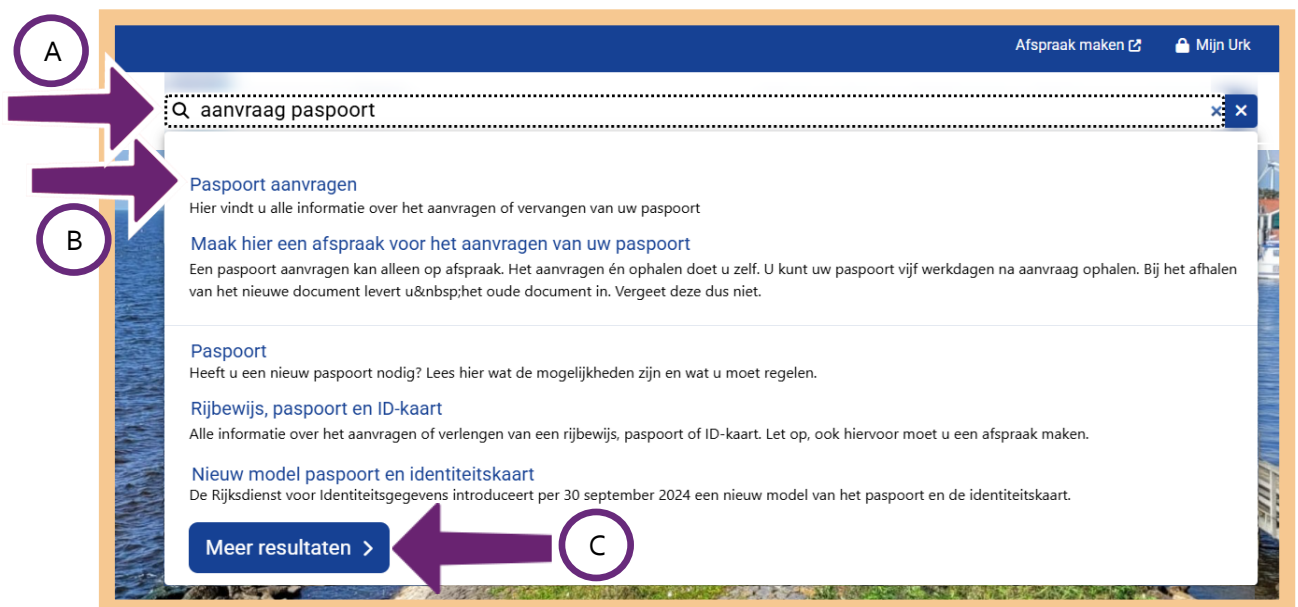 A
Afspraak maken
Mijn Urk
aanvraag paspoort
Paspoort aanvragen
Hier vindt u alle informatie over het aanvragen of vervangen van uw paspoort
B
Maak hier een afspraak voor het aanvragen van uw paspoort
Een paspoort aanvragen kan alleen op afspraak. Het aanvragen én ophalen doet u zelf. U kunt uw paspoort vijf werkdagen na aanvraag ophalen. Bij het afhalen
van het nieuwe document levert u&nbsp;het oude document in. Vergeet deze dus niet.
Paspoort
Heeft u een nieuw paspoort nodig? Lees hier wat de mogelijkheden zijn en wat u moet regelen.
Rijbewijs, paspoort en ID-kaart
Alle informatie over het aanvragen of verlengen van een rijbewijs, paspoort of ID-kaart. Let op, ook hiervoor moet u een afspraak maken.
Nieuw model paspoort en identiteitskaart
De Rijksdienst voor Identiteitsgegevens introduceert per 30 september 2024 een nieuw model van het paspoort en de identiteitskaart.
Meer resultaten
C